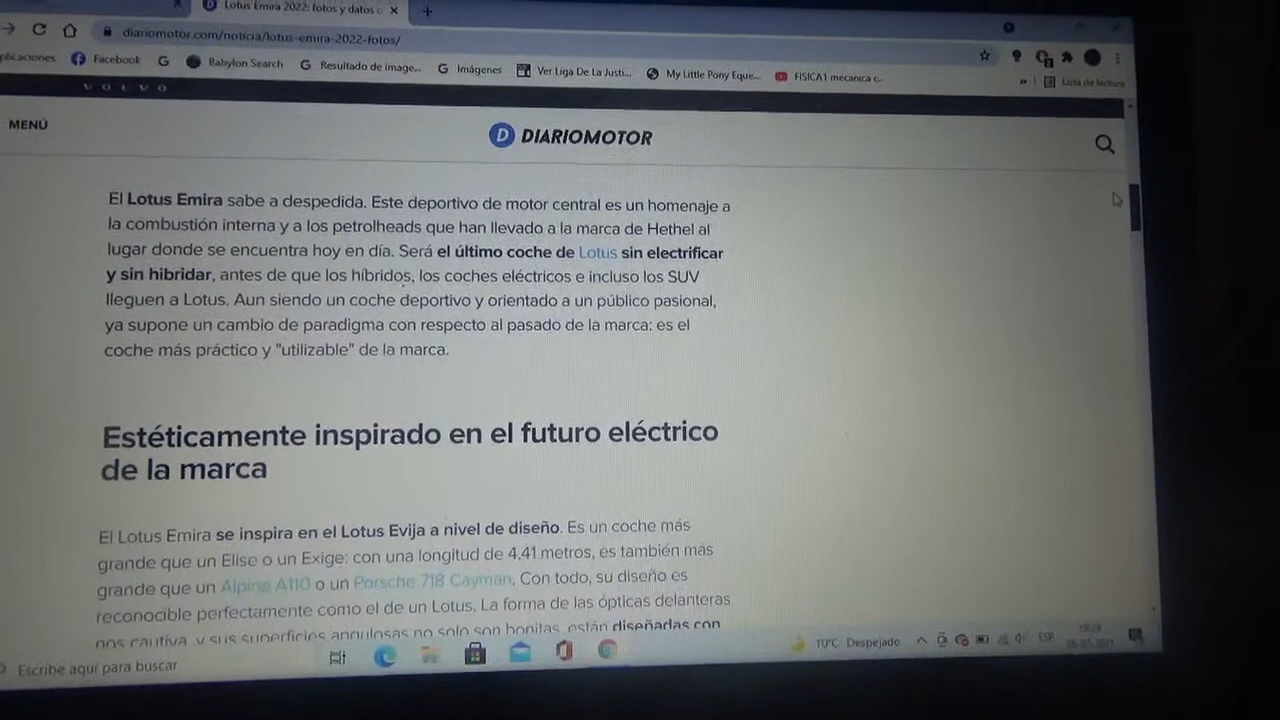 Lotus Emira 2022: fotos y datos
diariomotor.com/noticia/lotus-emira-2022-fotos/
plicaciones Facebook Babylon Search Resultado de image... Imágenes Ver Liga De La Justi... My Little Pony Eque... FISICA1 mecanica c.. » Lista de lectura
VOLVO
MENÚ DIARIOMOTOR
El Lotus Emira sabe a despedida. Este deportivo de motor central es un homenaje a
la combustión interna y a los petrolheads que han llevado a la marca de Hethel al
lugar donde se encuentra hoy en día. Será el último coche de Lotus sin electrificar
y sin hibridar, antes de que los híbridos, los coches eléctricos e incluso los SUV
lleguen a Lotus. Aun siendo un coche deportivo y orientado a un público pasional,
ya supone un cambio de paradigma con respecto al pasado de la marca: es el
coche más práctico y "utilizable" de la marca.
Estéticamente inspirado en el futuro eléctrico
de la marca
El Lotus Emira se inspira en el Lotus Evija a nivel de diseño. Es un coche más
grande que un Elise o un Exige: con una longitud de 4,41 metros, es también más
grande que un Alpine A110 o un Porsche 718 Cayman. Con todo, su diseño es
reconocible perfectamente como el de un Lotus. La forma de las ópticas delanteras
nos cautiva, y sus superficies angulosas no solo son bonitas, están diseñadas con
Escribe aquí para buscar 10°C Despejado ESP